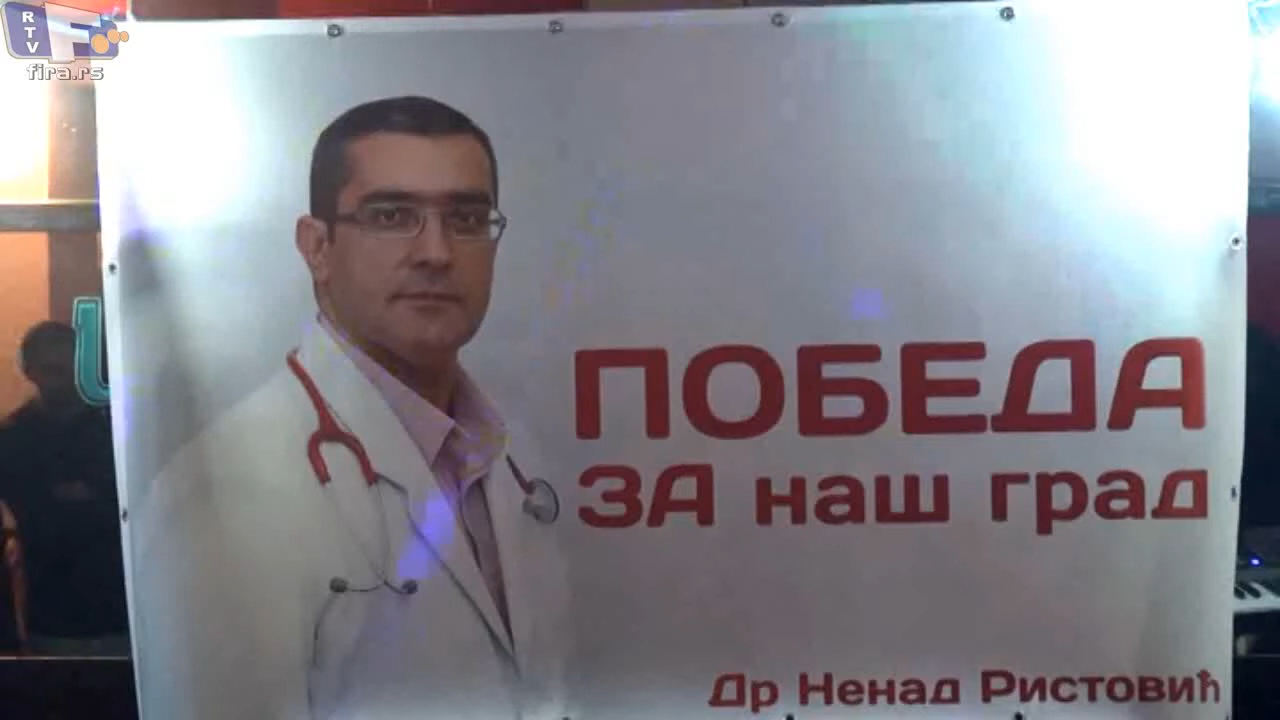 RTV
fira.rs
ПОБЕДА
ЗА наш град
Др Ненад Ристовић